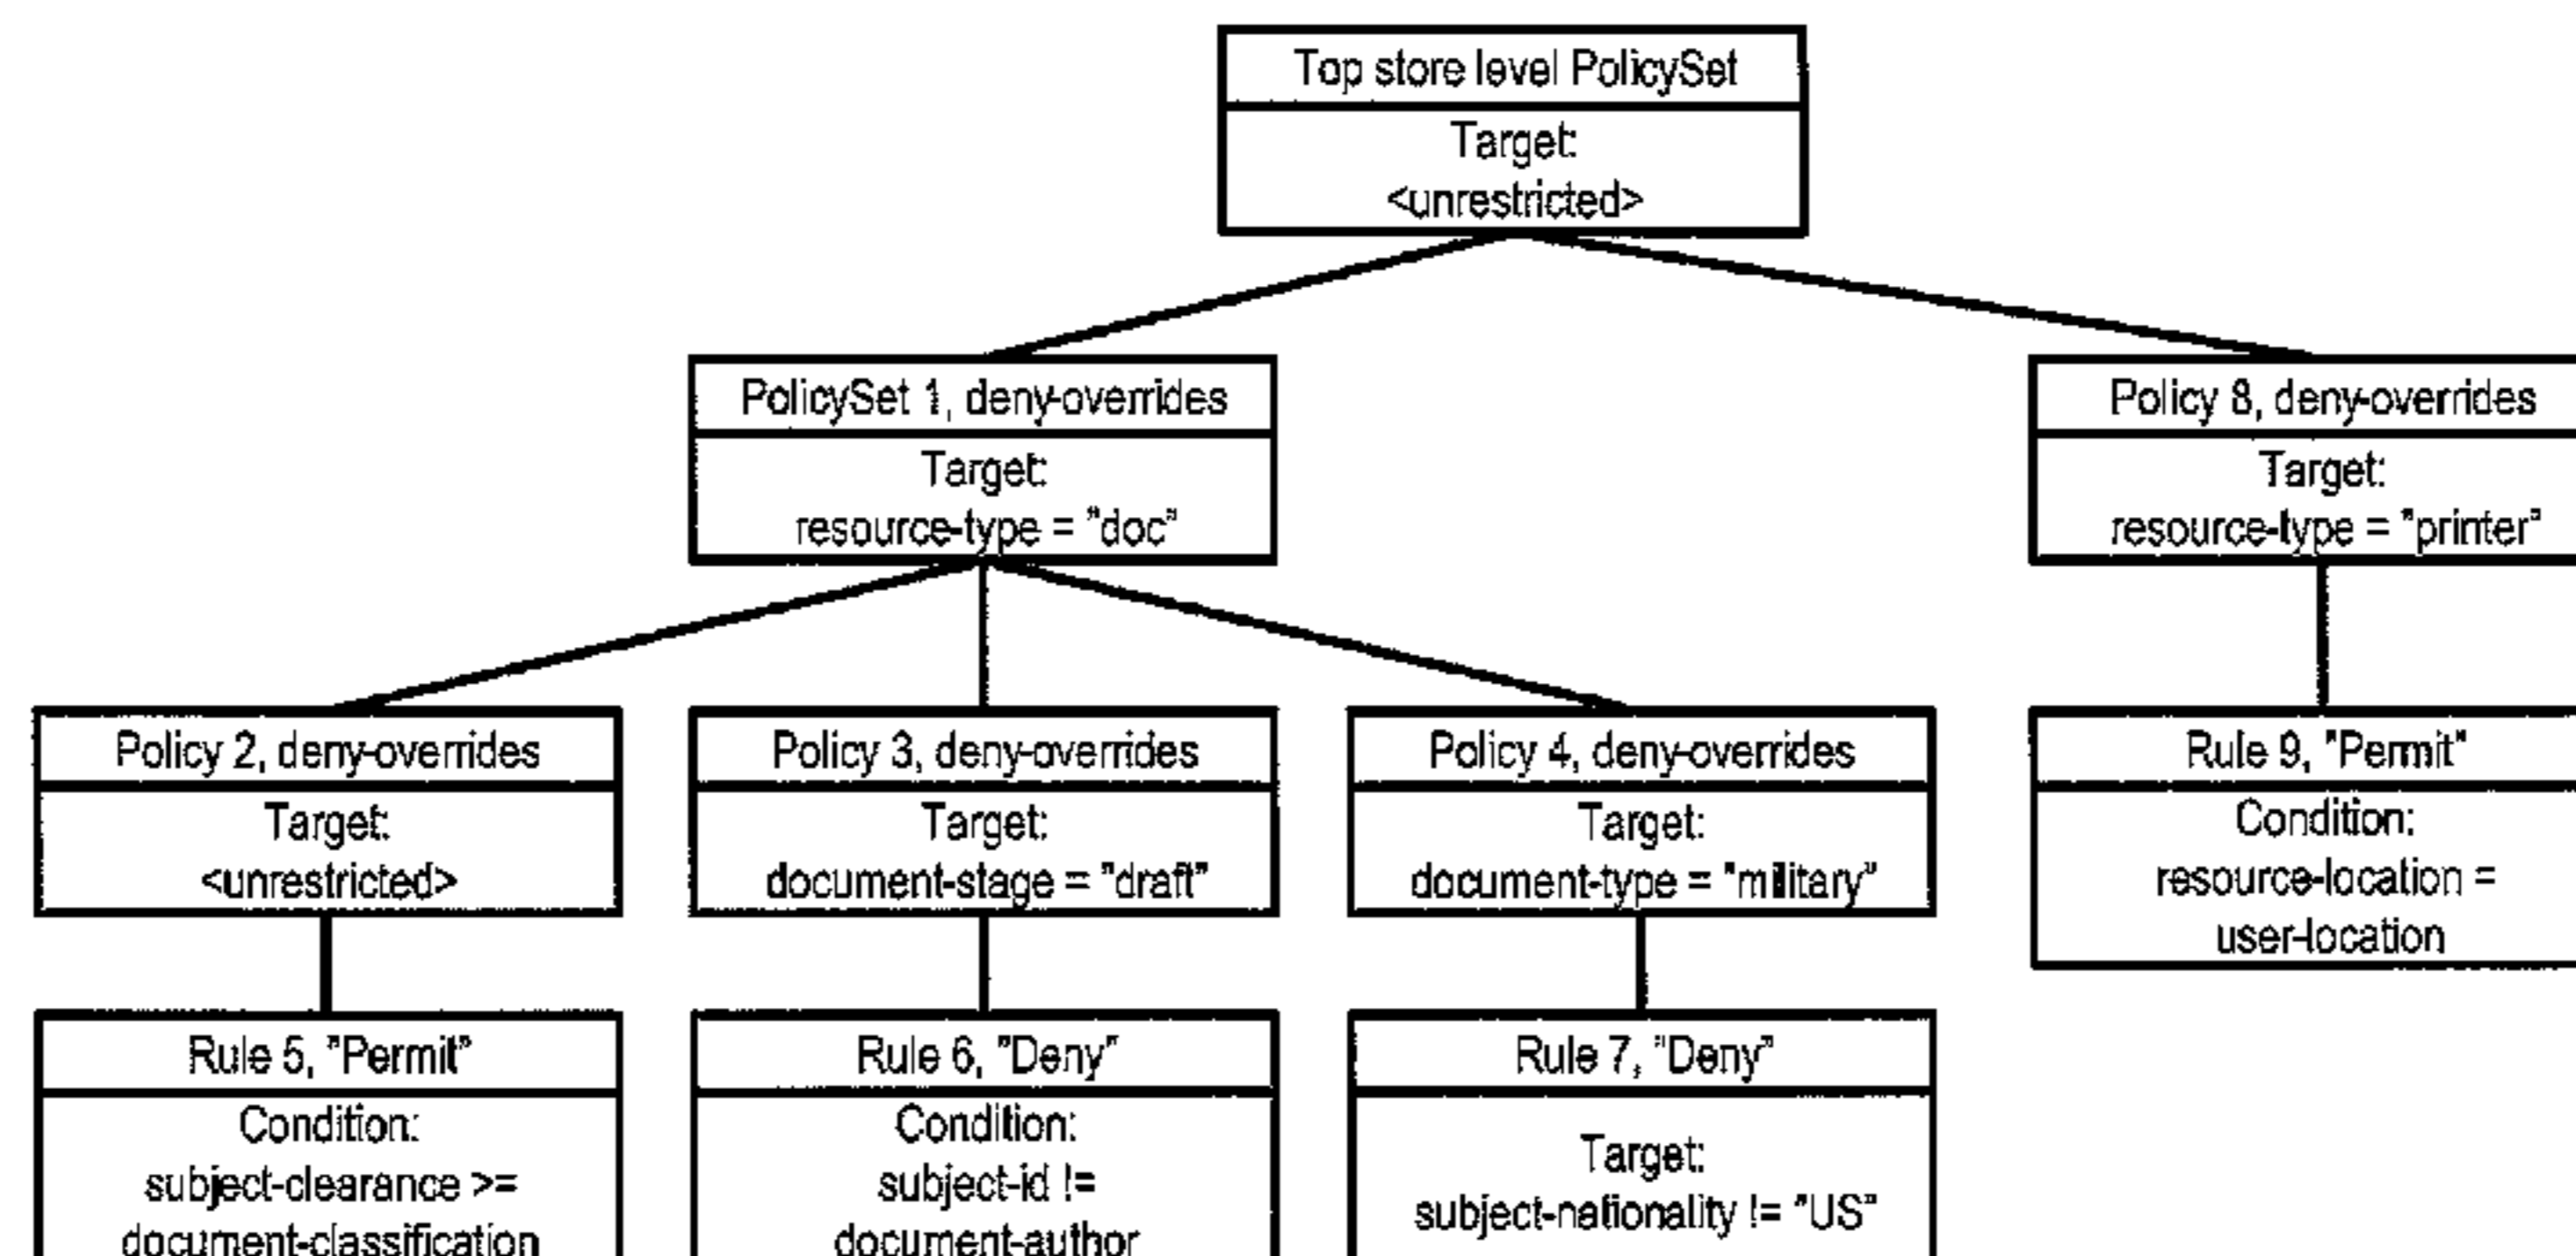 Top store level PolicySet
Target:
<unrestricted>
PolicySet 1, deny-overrides
Target:
resource-type = "doc"
Policy 8, deny-overrides
Target:
resource-type = "printer"
Policy 2, deny-overrides
Target:
<unrestricted>
Policy 3, deny-overrides
Target:
document-stage = "draft"
Policy 4, deny-overrides
Target:
document-type = "military"
Rule 9, "Permit"
Condition:
resource-location =
user-location
Rule 5, "Permit"
Condition:
subject-clearance >=
document-classification
Rule 6, "Deny"
Condition:
subject-id !=
document-author
Rule 7, "Deny"
Target:
subject-nationality != "US"